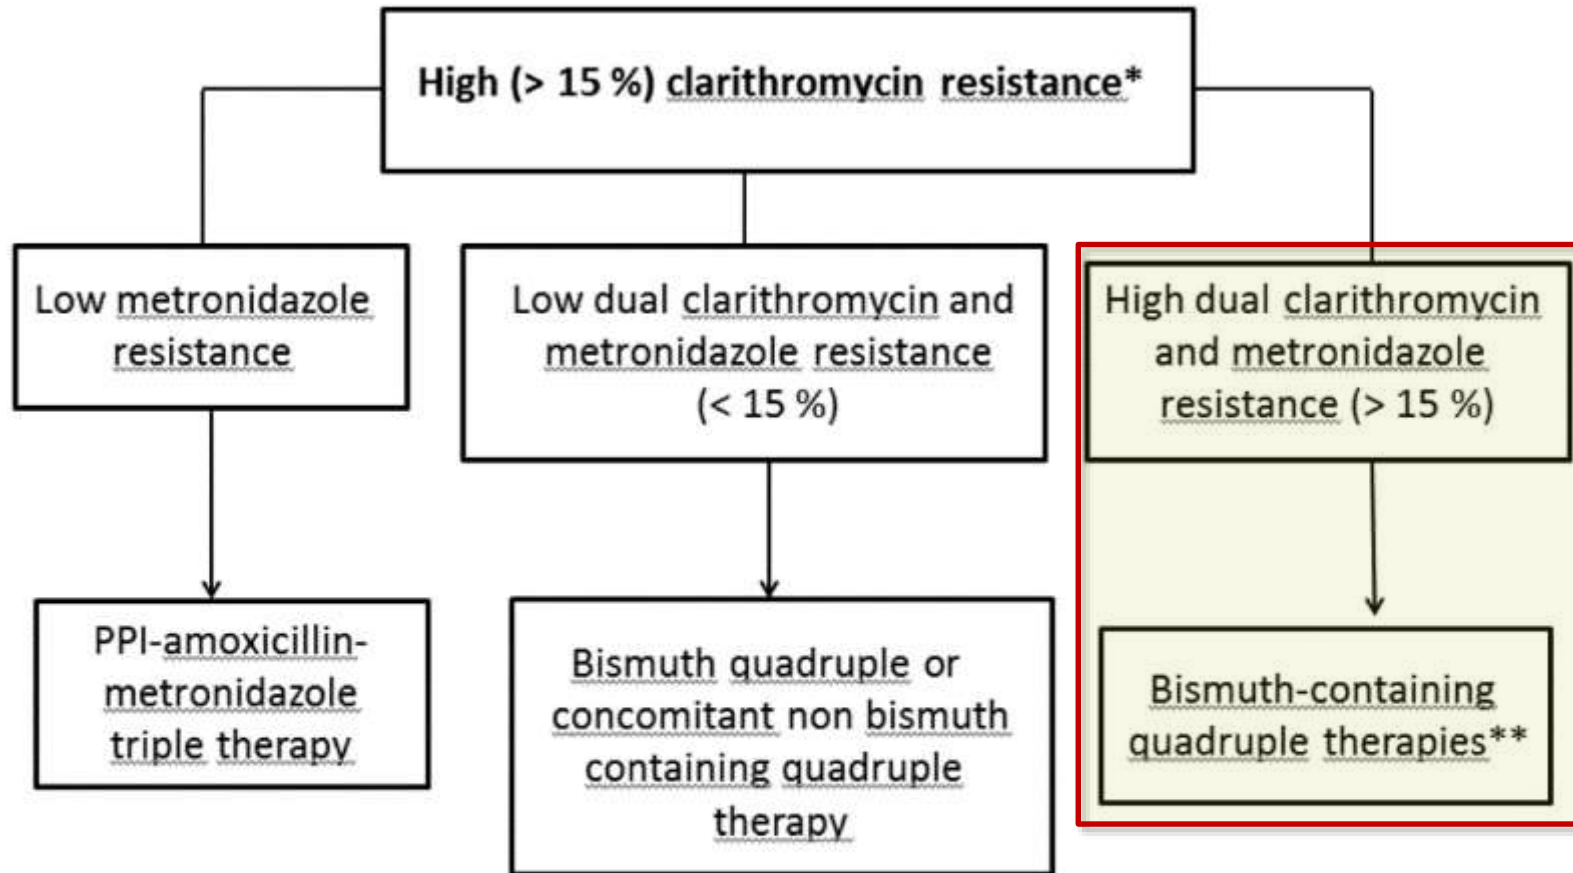 High (> 15 %) clarithromycin resistance*
Low metronidazole
resistance
Low dual clarithromycin and
metronidazole resistance
(< 15 %)
High dual clarithromycin
and metronidazole
resistance (> 15 %)
PPI-amoxicillin-
metronidazole
triple therapy
Bismuth quadruple or
concomitant non bismuth
containing quadruple
therapy
Bismuth-containing
quadruple therapies**